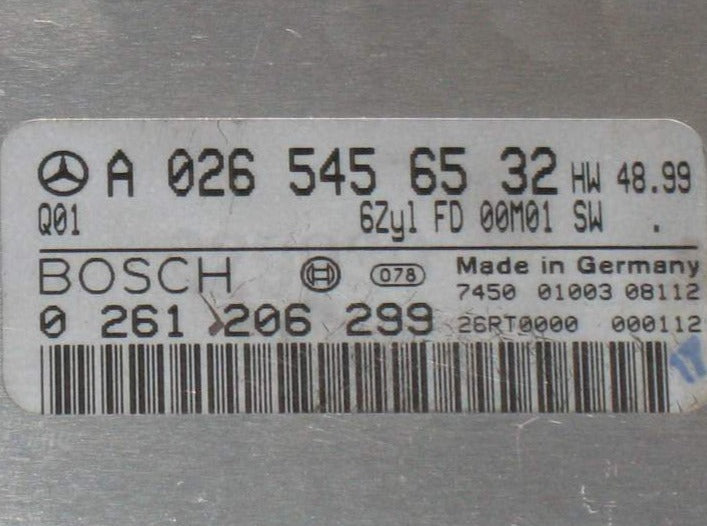 A 026 545 65 32 HW 48.99
Q01 6Zyl FD 00M01 SW .
BOSCH 078 Made in Germany
7450 01003 08112
0 261 206 299 26RT0000 000112
17